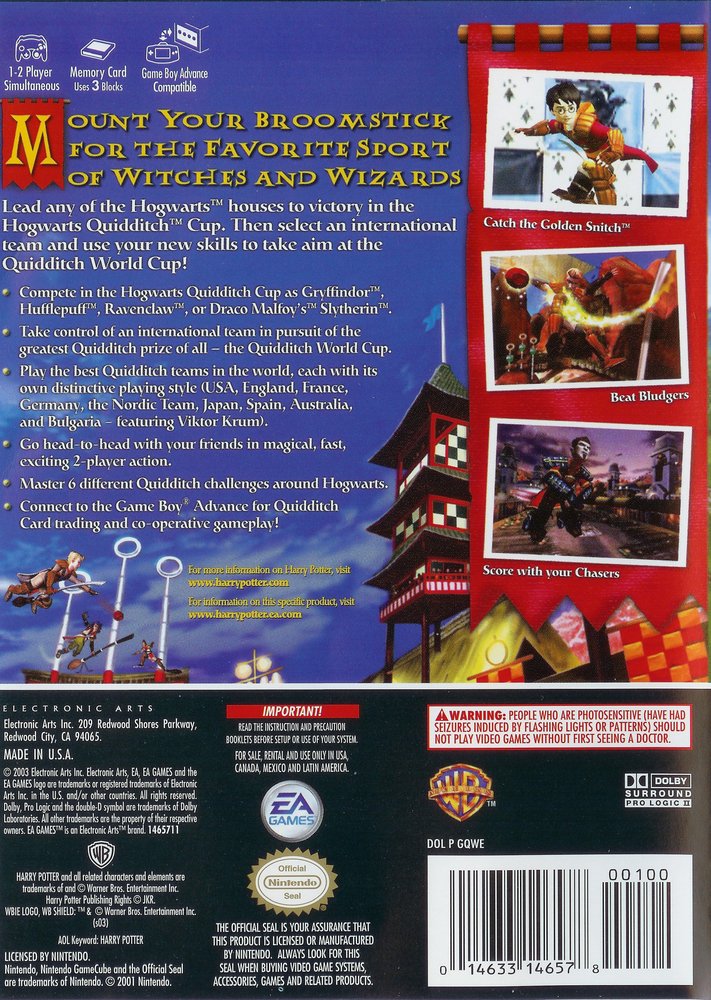 1-2 Player
Simultaneous
Memory Card
Uses 3 Blocks
Game Boy Advance
Compatible
MOUNT YOUR BROOMSTICK
FOR THE FAVORITE SPORT
OF WITCHES AND WIZARDS
Lead any of the Hogwarts™ houses to victory in the
Hogwarts Quidditch™ Cup. Then select an international
team and use your new skills to take aim at the
Quidditch World Cup!
• Compete in the Hogwarts Quidditch Cup as Gryffindor™,
Hufflepuff™, Ravenclaw™, or Draco Malfoy's™ Slytherin™.
• Take control of an international team in pursuit of the
greatest Quidditch prize of all – the Quidditch World Cup.
• Play the best Quidditch teams in the world, each with its
own distinctive playing style (USA, England, France,
Germany, the Nordic Team, Japan, Spain, Australia,
and Bulgaria – featuring Viktor Krum).
• Go head-to-head with your friends in magical, fast,
exciting 2-player action.
• Master 6 different Quidditch challenges around Hogwarts.
• Connect to the Game Boy® Advance for Quidditch
Card trading and co-operative gameplay!
For more information on Harry Potter, visit
www.harrypotter.com
For information on this specific product, visit
www.harrypotter.ea.com
Catch the Golden Snitch™
Beat Bludgers
Score with your Chasers
ELECTRONIC ARTS
Electronic Arts Inc. 209 Redwood Shores Parkway,
Redwood City, CA 94065.
MADE IN U.S.A.
© 2003 Electronic Arts Inc. Electronic Arts, EA, EA GAMES and the
EA GAMES logo are trademarks or registered trademarks of Electronic
Arts Inc. in the U.S. and/or other countries. All rights reserved.
Dolby, Pro Logic and the double-D symbol are trademarks of Dolby
Laboratories. All other trademarks are the property of their respective
owners. EA GAMES™ is an Electronic Arts™ brand. 1465711
WB
HARRY POTTER and all related characters and elements are
trademarks of and © Warner Bros. Entertainment Inc.
Harry Potter Publishing Rights © JKR.
WBIE LOGO, WB SHIELD: ™ & © Warner Bros. Entertainment Inc.
(s03)
AOL Keyword: HARRY POTTER
LICENSED BY NINTENDO.
Nintendo, Nintendo GameCube and the Official Seal
are trademarks of Nintendo. © 2001 Nintendo.
IMPORTANT!
READ THE INSTRUCTION AND PRECAUTION
BOOKLETS BEFORE SETUP OR USE OF YOUR SYSTEM.
FOR SALE, RENTAL AND USE ONLY IN USA,
CANADA, MEXICO AND LATIN AMERICA.
EA
GAMES™
Official
Nintendo
Seal
THE OFFICIAL SEAL IS YOUR ASSURANCE THAT
THIS PRODUCT IS LICENSED OR MANUFACTURED
BY NINTENDO. ALWAYS LOOK FOR THIS
SEAL WHEN BUYING VIDEO GAME SYSTEMS,
ACCESSORIES, GAMES AND RELATED PRODUCTS.
WARNING: PEOPLE WHO ARE PHOTOSENSITIVE (HAVE HAD
SEIZURES INDUCED BY FLASHING LIGHTS OR PATTERNS) SHOULD
NOT PLAY VIDEO GAMES WITHOUT FIRST SEEING A DOCTOR.
WB
TM
DOLBY
SURROUND
PRO LOGIC II
DOL P GQWE
00100
0 14633 14657 8